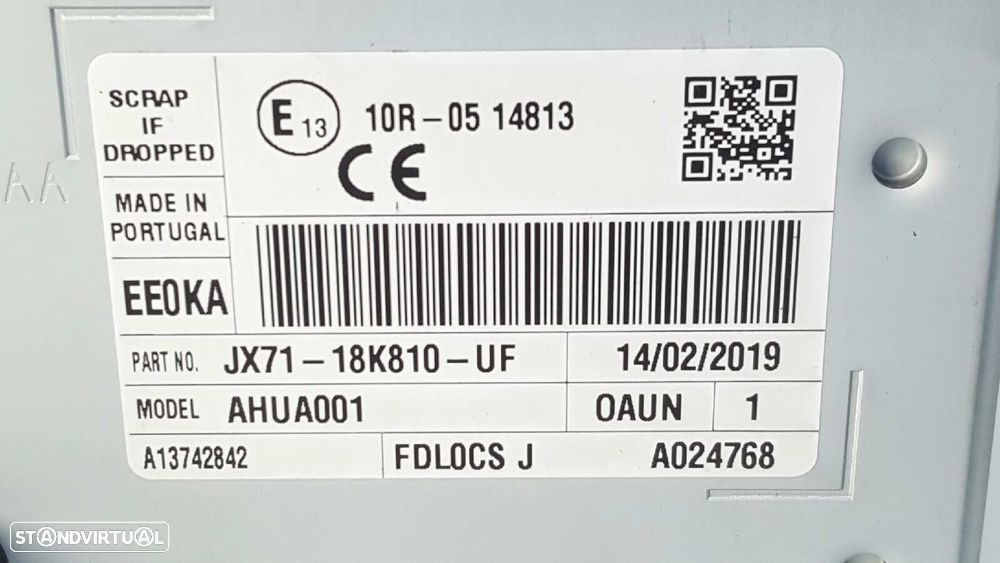 SCRAP
IF
DROPPED
E 13
10R-05 14813
CE
MADE IN
PORTUGAL
EE0KA
PART NO. JX71-18K810-UF 14/02/2019
MODEL AHUA001 OAUN 1
A13742842 FDLOCS J A024768
AA
STANDVIRTUAL